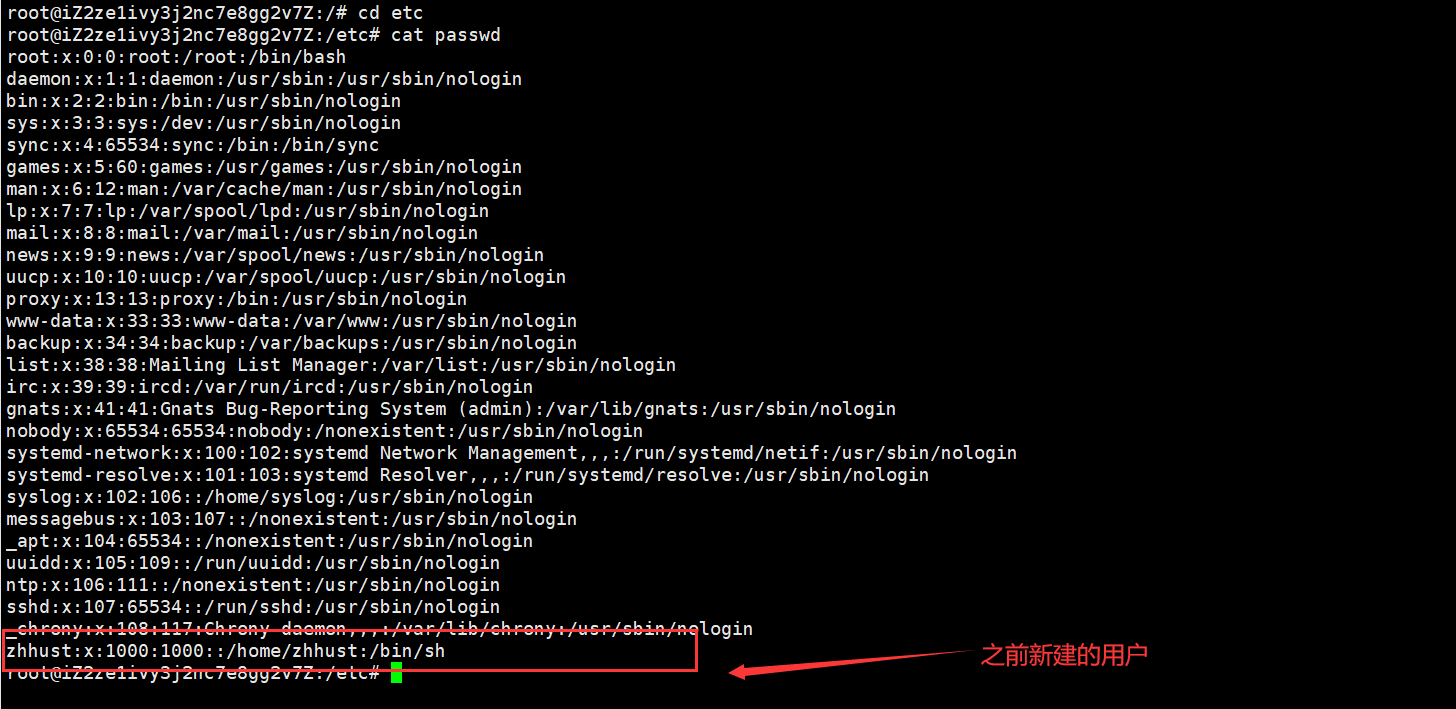 root@iZ2ze1ivy3j2nc7e8gg2v7Z:/# cd etc
root@iZ2ze1ivy3j2nc7e8gg2v7Z:/etc# cat passwd
root:x:0:0:root:/root:/bin/bash
daemon:x:1:1:daemon:/usr/sbin:/usr/sbin/nologin
bin:x:2:2:bin:/bin:/usr/sbin/nologin
sys:x:3:3:sys:/dev:/usr/sbin/nologin
sync:x:4:65534:sync:/bin:/bin/sync
games:x:5:60:games:/usr/games:/usr/sbin/nologin
man:x:6:12:man:/var/cache/man:/usr/sbin/nologin
lp:x:7:7:lp:/var/spool/lpd:/usr/sbin/nologin
mail:x:8:8:mail:/var/mail:/usr/sbin/nologin
news:x:9:9:news:/var/spool/news:/usr/sbin/nologin
uucp:x:10:10:uucp:/var/spool/uucp:/usr/sbin/nologin
proxy:x:13:13:proxy:/bin:/usr/sbin/nologin
www-data:x:33:33:www-data:/var/www:/usr/sbin/nologin
backup:x:34:34:backup:/var/backups:/usr/sbin/nologin
list:x:38:38:Mailing List Manager:/var/list:/usr/sbin/nologin
irc:x:39:39:ircd:/var/run/ircd:/usr/sbin/nologin
gnats:x:41:41:Gnats Bug-Reporting System (admin):/var/lib/gnats:/usr/sbin/nologin
nobody:x:65534:65534:nobody:/nonexistent:/usr/sbin/nologin
systemd-network:x:100:102:systemd Network Management,,,:/run/systemd/netif:/usr/sbin/nologin
systemd-resolve:x:101:103:systemd Resolver,,,:/run/systemd/resolve:/usr/sbin/nologin
syslog:x:102:106::/home/syslog:/usr/sbin/nologin
messagebus:x:103:107::/nonexistent:/usr/sbin/nologin
_apt:x:104:65534::/nonexistent:/usr/sbin/nologin
uuidd:x:105:109::/run/uuidd:/usr/sbin/nologin
ntp:x:106:111::/nonexistent:/usr/sbin/nologin
sshd:x:107:65534::/run/sshd:/usr/sbin/nologin
_chrony:x:108:117:Chrony daemon,,,:/var/lib/chrony:/usr/sbin/nologin
zhhust:x:1000:1000::/home/zhhust:/bin/sh
之前新建的用户
root@iZ2ze1ivy3j2nc7e8gg2v7Z:/etc#